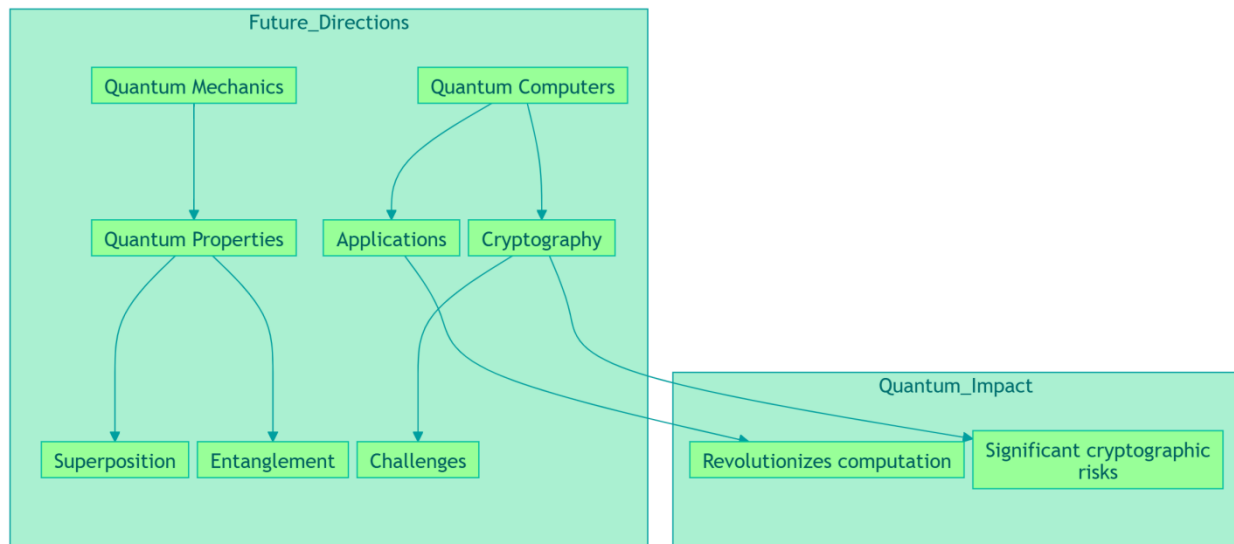 Future_Directions
Quantum Mechanics
Quantum Computers
Quantum Properties
Applications
Cryptography
Quantum_Impact
Superposition
Entanglement
Challenges
Revolutionizes computation
Significant cryptographic
risks